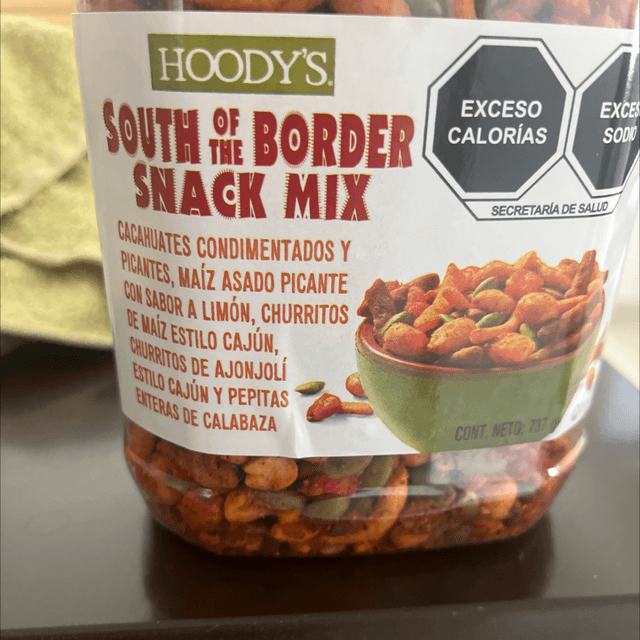 HOODY'S.
SOUTH OF THE BORDER
SNACK MIX
CACAHUATES CONDIMENTADOS Y
PICANTES, MAÍZ ASADO PICANTE
CON SABOR A LIMÓN, CHURRITOS
DE MAÍZ ESTILO CAJÚN,
CHURRITOS DE AJONJOLÍ
ESTILO CAJÚN Y PEPITAS
ENTERAS DE CALABAZA
EXCESO
CALORÍAS
SECRETARÍA DE SALUD
CONT. NETO: 737